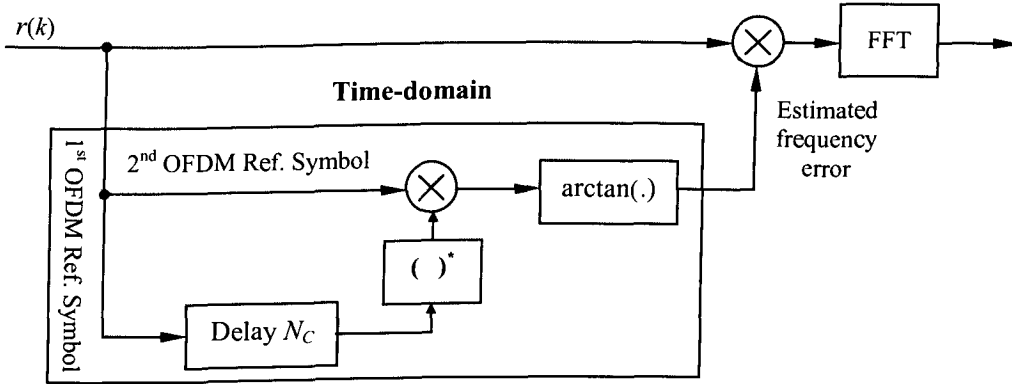 r(k)
FFT
Time-domain
Estimated
frequency
error
1st OFDM Ref. Symbol
2nd OFDM Ref. Symbol
arctan(.)
( )*
Delay NC